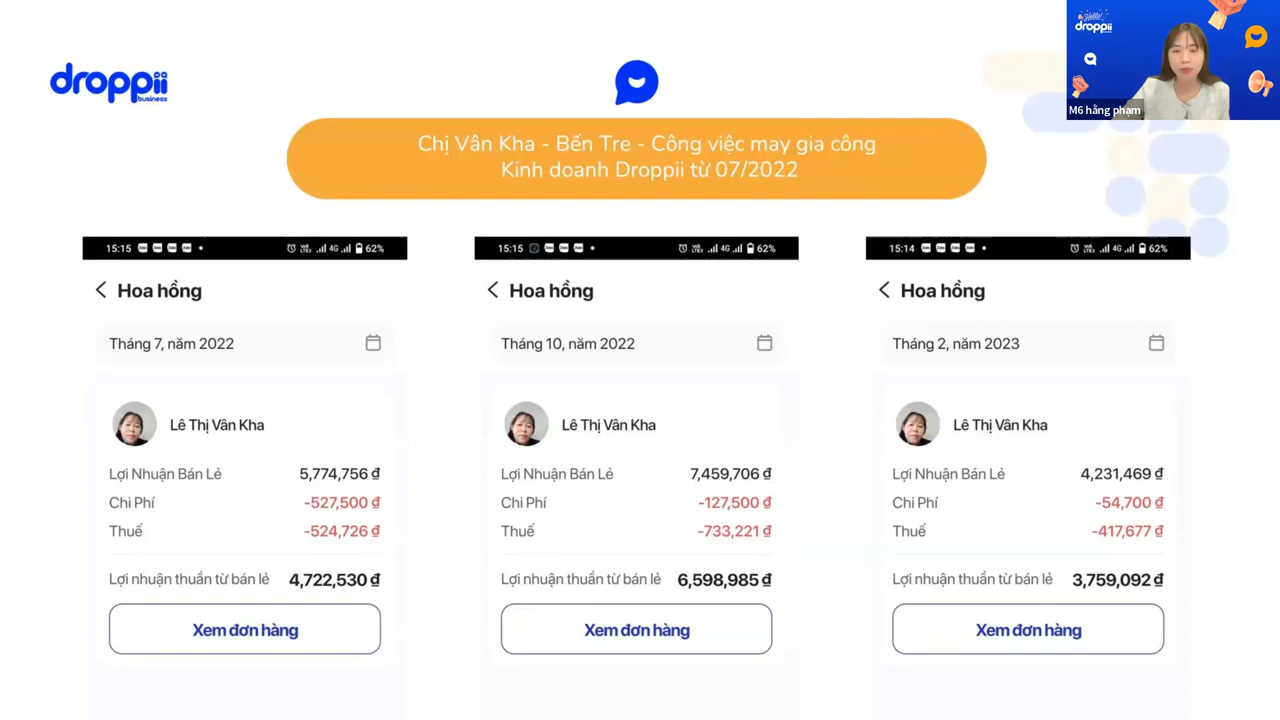 droppii
business
Hello!
droppii
M6 hằng phạm
Chị Vân Kha - Bến Tre - Công việc may gia công
Kinh doanh Droppii từ 07/2022
15:15
4G
62%
Hoa hồng
Tháng 7, năm 2022
Lê Thị Vân Kha
Lợi Nhuận Bán Lẻ 5,774,756 ₫
Chi Phí -527,500 ₫
Thuế -524,726 ₫
Lợi nhuận thuần từ bán lẻ 4,722,530 ₫
Xem đơn hàng
15:15
4G
62%
Hoa hồng
Tháng 10, năm 2022
Lê Thị Vân Kha
Lợi Nhuận Bán Lẻ 7,459,706 ₫
Chi Phí -127,500 ₫
Thuế -733,221 ₫
Lợi nhuận thuần từ bán lẻ 6,598,985 ₫
Xem đơn hàng
15:14
4G
62%
Hoa hồng
Tháng 2, năm 2023
Lê Thị Vân Kha
Lợi Nhuận Bán Lẻ 4,231,469 ₫
Chi Phí -54,700 ₫
Thuế -417,677 ₫
Lợi nhuận thuần từ bán lẻ 3,759,092 ₫
Xem đơn hàng